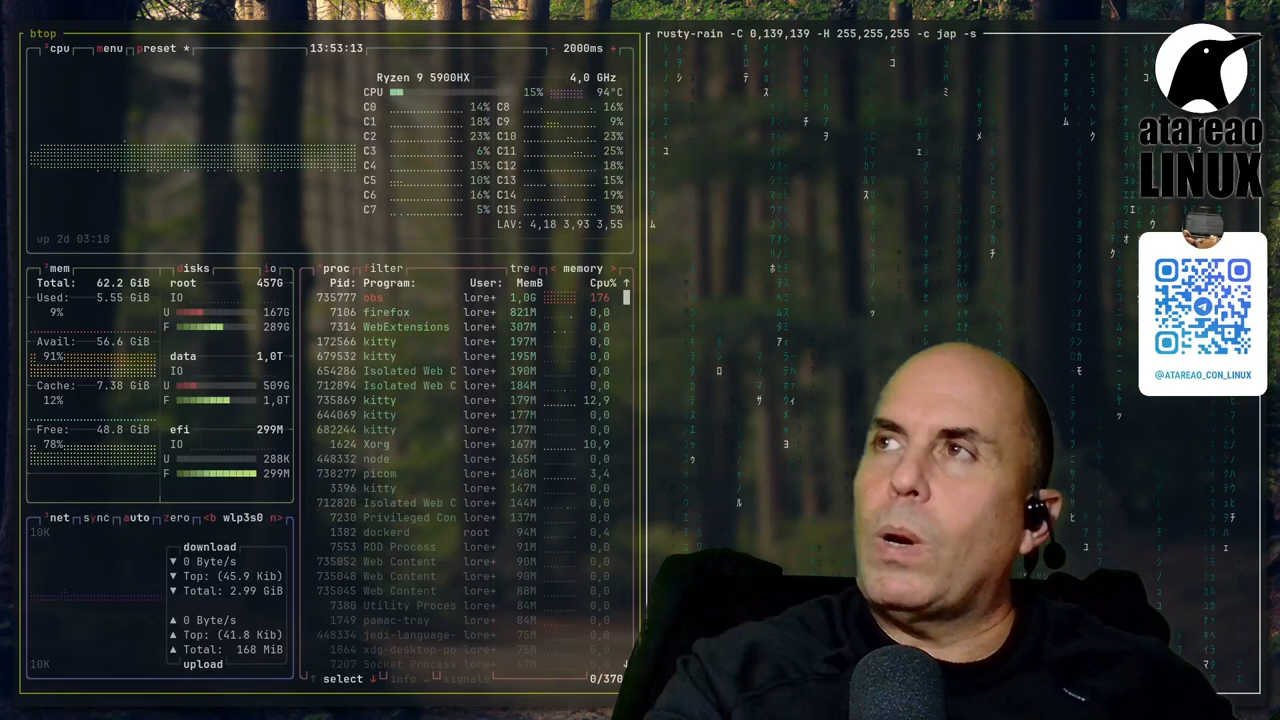 btop
¹cpu menu preset * 13:53:13 - 2000ms +
Ryzen 9 5900HX 4,0 GHz
CPU 15% 94°C
C0 14% C8 16%
C1 18% C9 9%
C2 23% C10 23%
C3 6% C11 25%
C4 15% C12 18%
C5 10% C13 15%
C6 16% C14 19%
C7 5% C15 5%
LAV: 4,18 3,93 3,55
up 2d 03:18
²mem
Total: 62.2 GiB
Used: 5.55 GiB
9%
Avail: 56.6 GiB
91%
Cache: 7.38 GiB
12%
Free: 48.8 GiB
78%
disks io
root 457G
IO
U 167G
F 289G
data 1,0T
IO
U 509G
F 1,0T
efi 299M
IO
U 288K
F 299M
³net sync auto zero <b wlp3s0 n>
10K
download
▼ 0 Byte/s
▼ Top: (45.9 Kib)
▼ Total: 2.99 GiB
▲ 0 Byte/s
▲ Top: (41.8 Kib)
▲ Total: 168 MiB
10K
upload
⁴proc filter tree < memory >
Pid: Program: User: MemB Cpu% ↑
735777 obs lore+ 1,0G 176
7106 firefox lore+ 821M 0,0
7314 WebExtensions lore+ 307M 0,0
172566 kitty lore+ 197M 0,0
679532 kitty lore+ 195M 0,0
654286 Isolated Web C lore+ 190M 0,0
712894 Isolated Web C lore+ 184M 0,0
735869 kitty lore+ 179M 12,9
644069 kitty lore+ 177M 0,0
682244 kitty lore+ 177M 0,0
1624 Xorg lore+ 167M 10,9
448332 node lore+ 165M 0,0
738277 picom lore+ 148M 3,4
3396 kitty lore+ 147M 0,0
712820 Isolated Web C lore+ 144M 0,0
7230 Privileged Con lore+ 137M 0,0
1382 dockerd root 94M 0,4
7553 RDD Process lore+ 91M 0,0
735052 Web Content lore+ 90M 0,0
735048 Web Content lore+ 90M 0,0
735045 Web Content lore+ 88M 0,0
7380 Utility Proces lore+ 84M 0,0
1749 pamac-tray lore+ 84M 0,0
448334 jedi-language- lore+ 75M 0,0
1864 xdg-desktop-po lore+ 75M 0,0
7207 Socket Process lore+ 67M 0,0
↑ select ↓ info ↵ signals 0/370
rusty-rain -C 0,139,139 -H 255,255,255 -c jap -s
atareao
LINUX
@ATAREAO_CON_LINUX